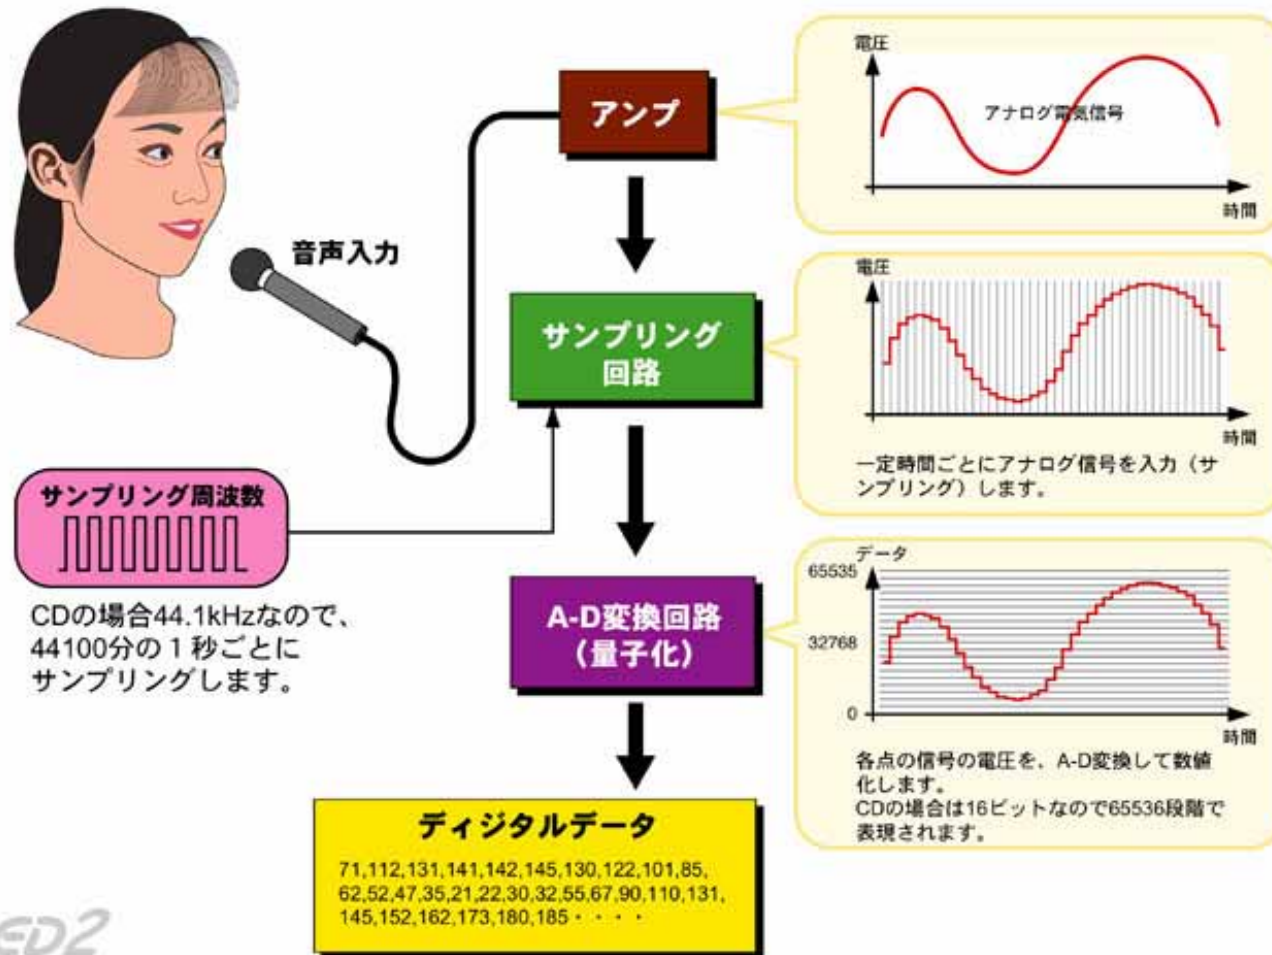 アンプ
電圧
アナログ電気信号
時間
音声入力
サンプリング
回路
電圧
時間
一定時間ごとにアナログ信号を入力（サ
ンプリング）します。
サンプリング周波数
CDの場合44.1kHzなので、
44100分の１秒ごとに
サンプリングします。
A-D変換回路
（量子化）
データ
65535
32768
0
時間
各点の信号の電圧を、A-D変換して数値
化します。
CDの場合は16ビットなので65536段階で
表現されます。
ディジタルデータ
71,112,131,141,142,145,130,122,101,85,
62,52,47,35,21,22,30,32,55,67,90,110,131,
145,152,162,173,180,185・・・・